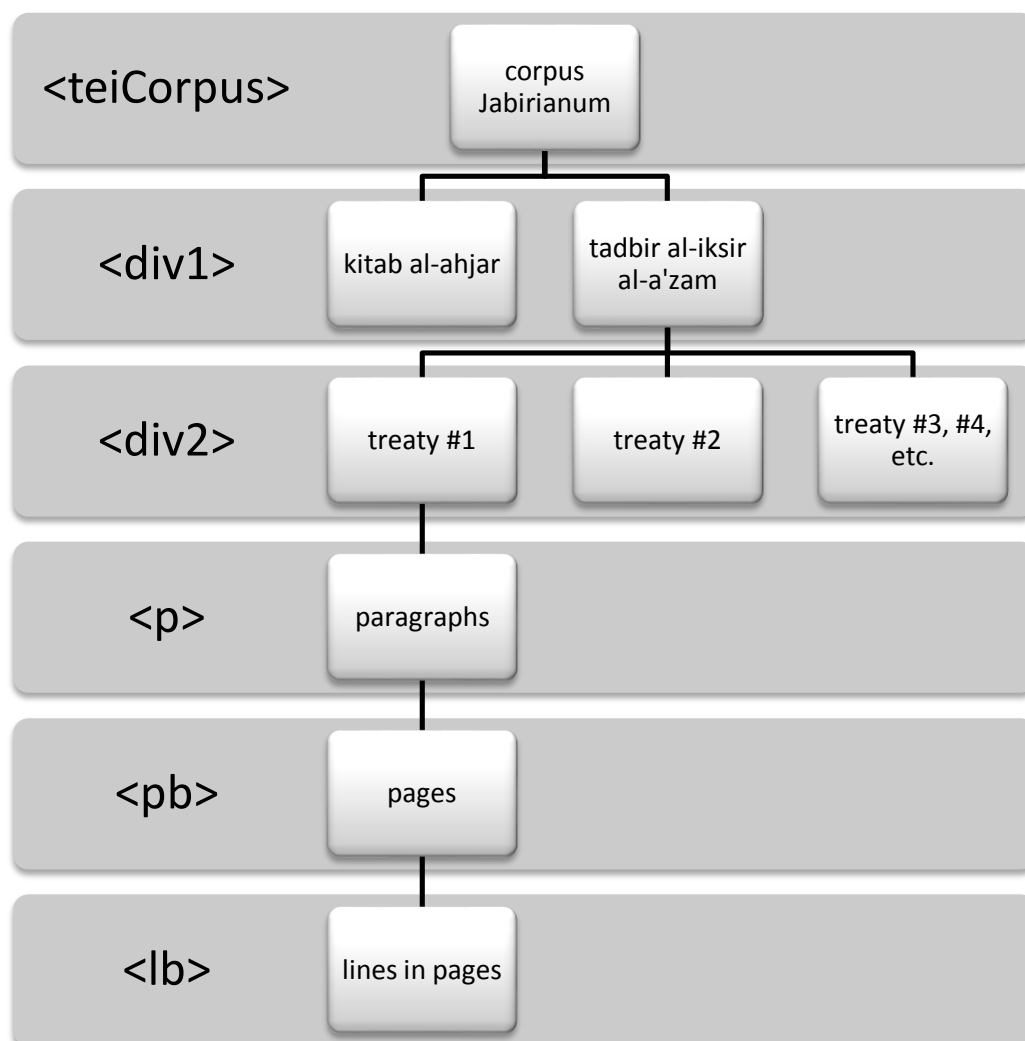 <teiCorpus>
corpus
Jabirianum
<div1>
kitab al-ahjar
tadbir al-iksir
al-a'zam
<div2>
treaty #1
treaty #2
treaty #3, #4,
etc.
<p>
paragraphs
<pb>
pages
<lb>
lines in pages